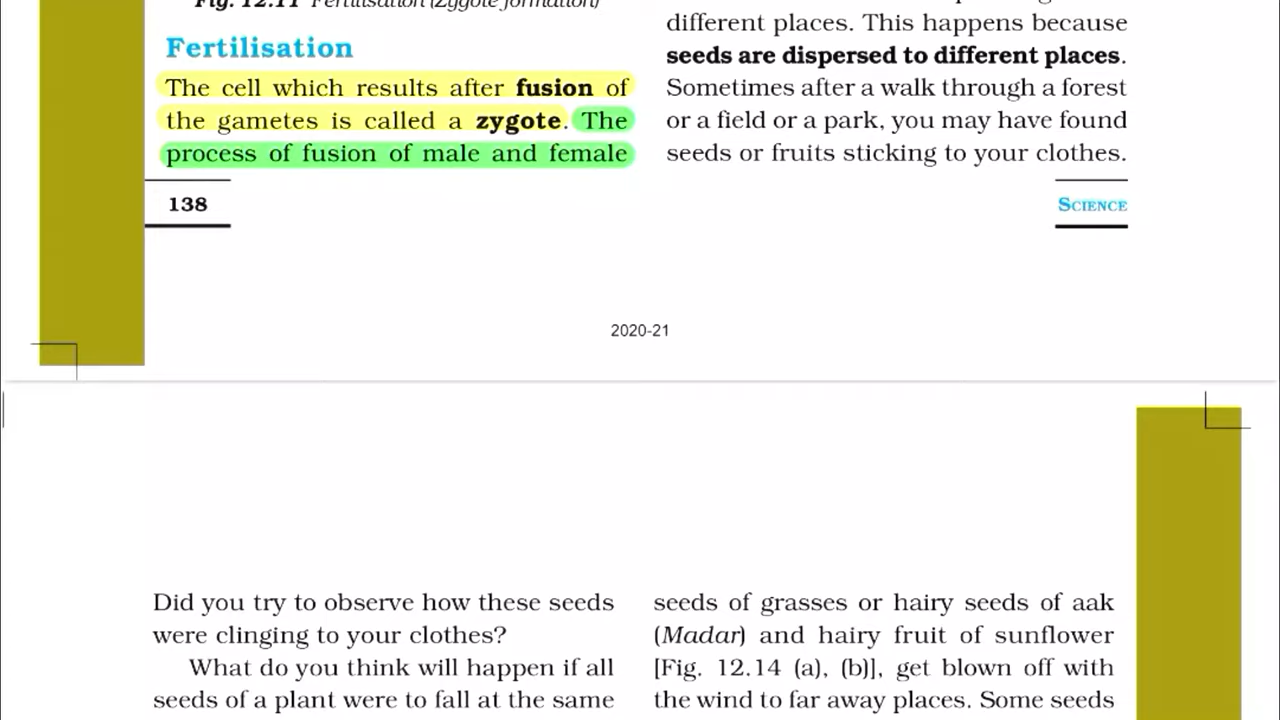 Fig. 12.11 Fertilisation (Zygote formation)
Fertilisation
The cell which results after fusion of
the gametes is called a zygote. The
process of fusion of male and female
138
different places. This happens because
seeds are dispersed to different places.
Sometimes after a walk through a forest
or a field or a park, you may have found
seeds or fruits sticking to your clothes.
SCIENCE
2020-21
Did you try to observe how these seeds
were clinging to your clothes?
What do you think will happen if all
seeds of a plant were to fall at the same
seeds of grasses or hairy seeds of aak
(Madar) and hairy fruit of sunflower
[Fig. 12.14 (a), (b)], get blown off with
the wind to far away places. Some seeds